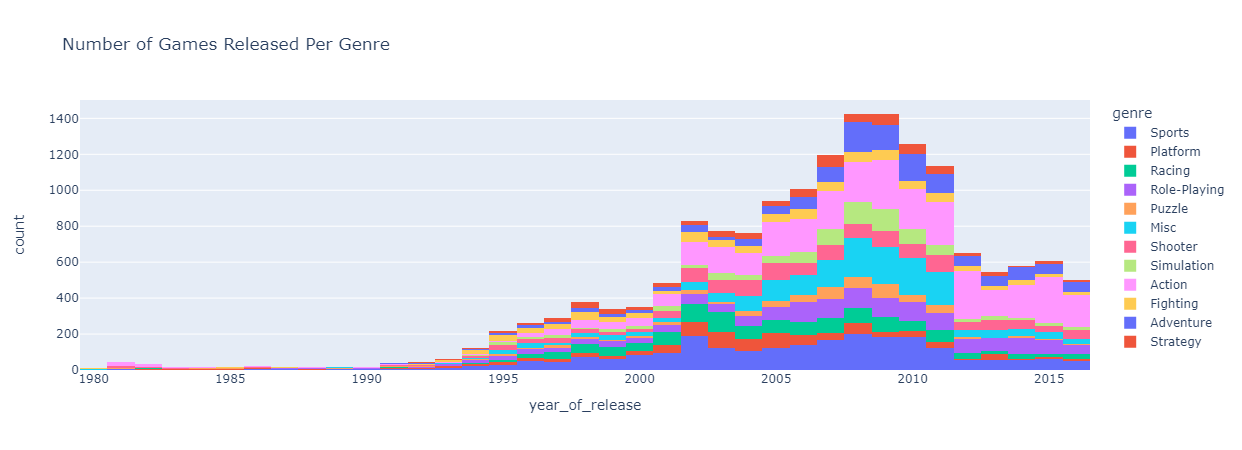 Number of Games Released Per Genre
genre
Sports
Platform
Racing
Role-Playing
Puzzle
Misc
Shooter
Simulation
Action
Fighting
Adventure
Strategy
count
1400
1200
1000
800
600
400
200
0
1980 1985 1990 1995 2000 2005 2010 2015
year_of_release